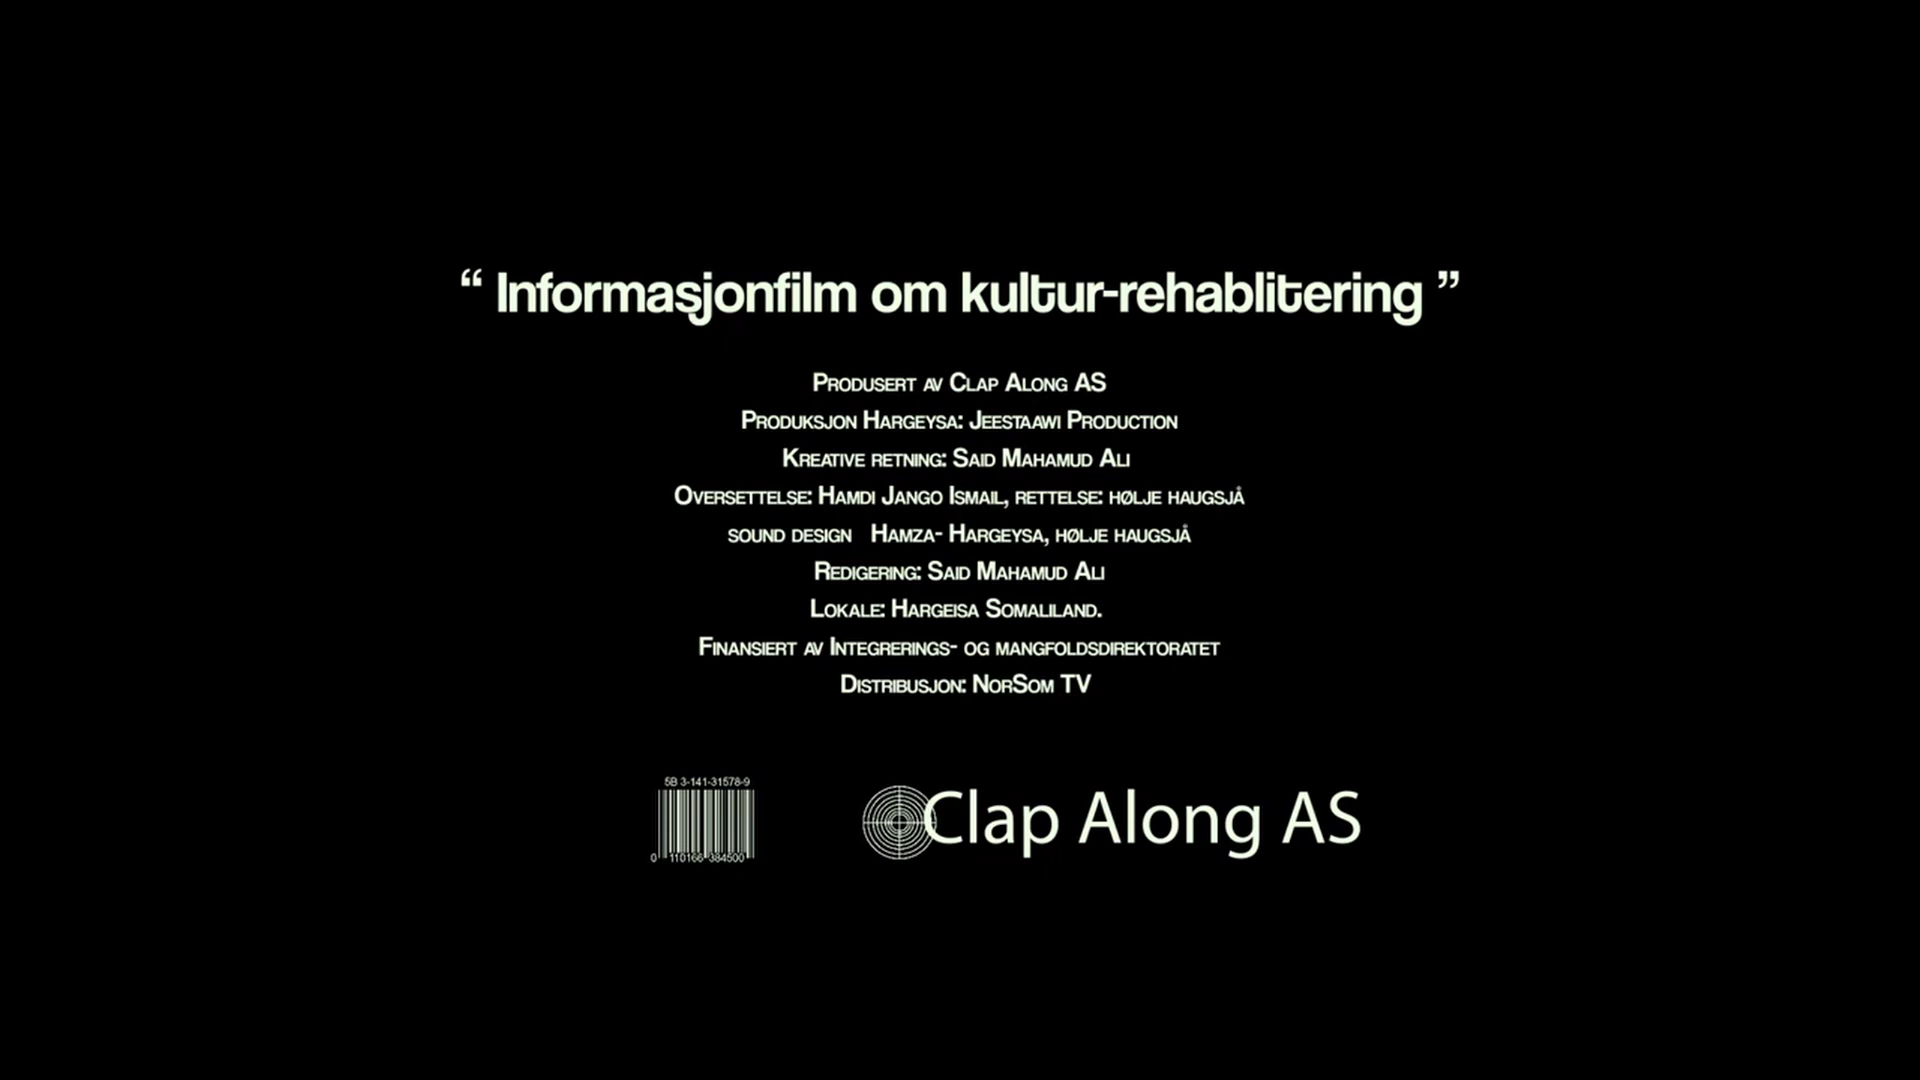 “ Informasjonfilm om kultur-rehablitering ”
Produsert av Clap Along AS
Produksjon Hargeysa: Jeestaawi Production
Kreative retning: Said Mahamud Ali
Oversettelse: Hamdi Jango Ismail, rettelse: hølje haugsjå
sound design Hamza- Hargeysa, hølje haugsjå
Redigering: Said Mahamud Ali
Lokale: Hargeisa Somaliland.
Finansiert av Integrerings- og mangfoldsdirektoratet
Distribusjon: NorSom TV
5B 3-141-31578-9
0 110166 384500
Clap Along AS